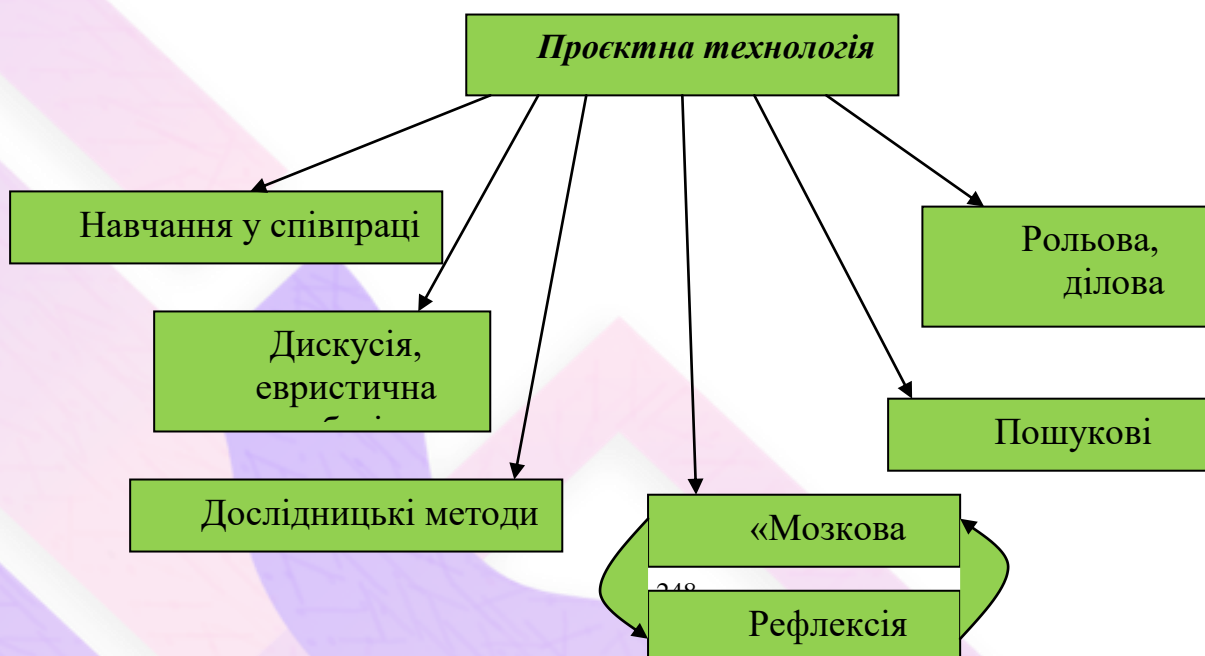 Проєктна технологія
Навчання у співпраці
Рольова,
ділова
Дискусія,
евристична
Пошукові
Дослідницькі методи
«Мозкова
Рефлексія